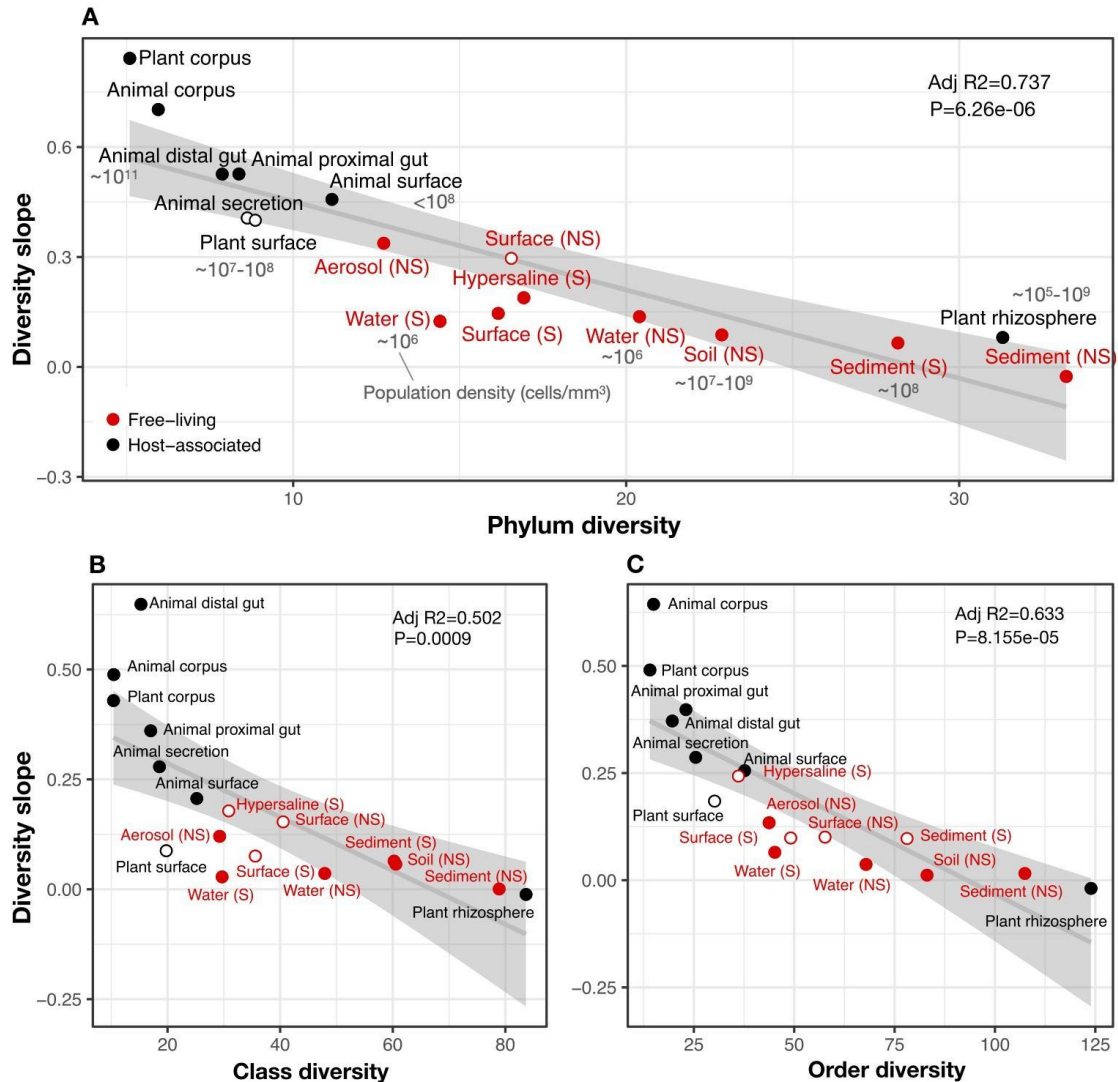 A
Plant corpus
Animal corpus
Adj R2=0.737
P=6.26e-06
0.6
Animal distal gut
Animal proximal gut
~10¹¹
Animal surface
<10⁸
Animal secretion
Plant surface
~10⁷-10⁸
Surface (NS)
0.3
Aerosol (NS)
Hypersaline (S)
~10⁵-10⁹
Plant rhizosphere
Water (S)
~10⁶
Surface (S)
Water (NS)
~10⁶
Soil (NS)
~10⁷-10⁹
Sediment (S)
~10⁸
Sediment (NS)
0.0
Population density (cells/mm³)
Free−living
Host−associated
−0.3
Diversity slope
10
20
30
Phylum diversity
B
Animal distal gut
Adj R2=0.502
P=0.0009
Animal corpus
0.50
Plant corpus
Animal proximal gut
Animal secretion
0.25
Animal surface
Hypersaline (S)
Surface (NS)
Aerosol (NS)
Sediment (S)
Plant surface
Soil (NS)
Surface (S)
Sediment (NS)
Water (S)
Water (NS)
0.00
Plant rhizosphere
−0.25
Diversity slope
20
40
60
80
Class diversity
C
Animal corpus
Adj R2=0.633
P=8.155e-05
0.50
Plant corpus
Animal proximal gut
Animal distal gut
Animal secretion
Animal surface
0.25
Hypersaline (S)
Plant surface
Aerosol (NS)
Surface (NS)
Surface (S)
Sediment (S)
Water (S)
Soil (NS)
Water (NS)
Sediment (NS)
0.00
Plant rhizosphere
−0.25
25
50
75
100
125
Order diversity